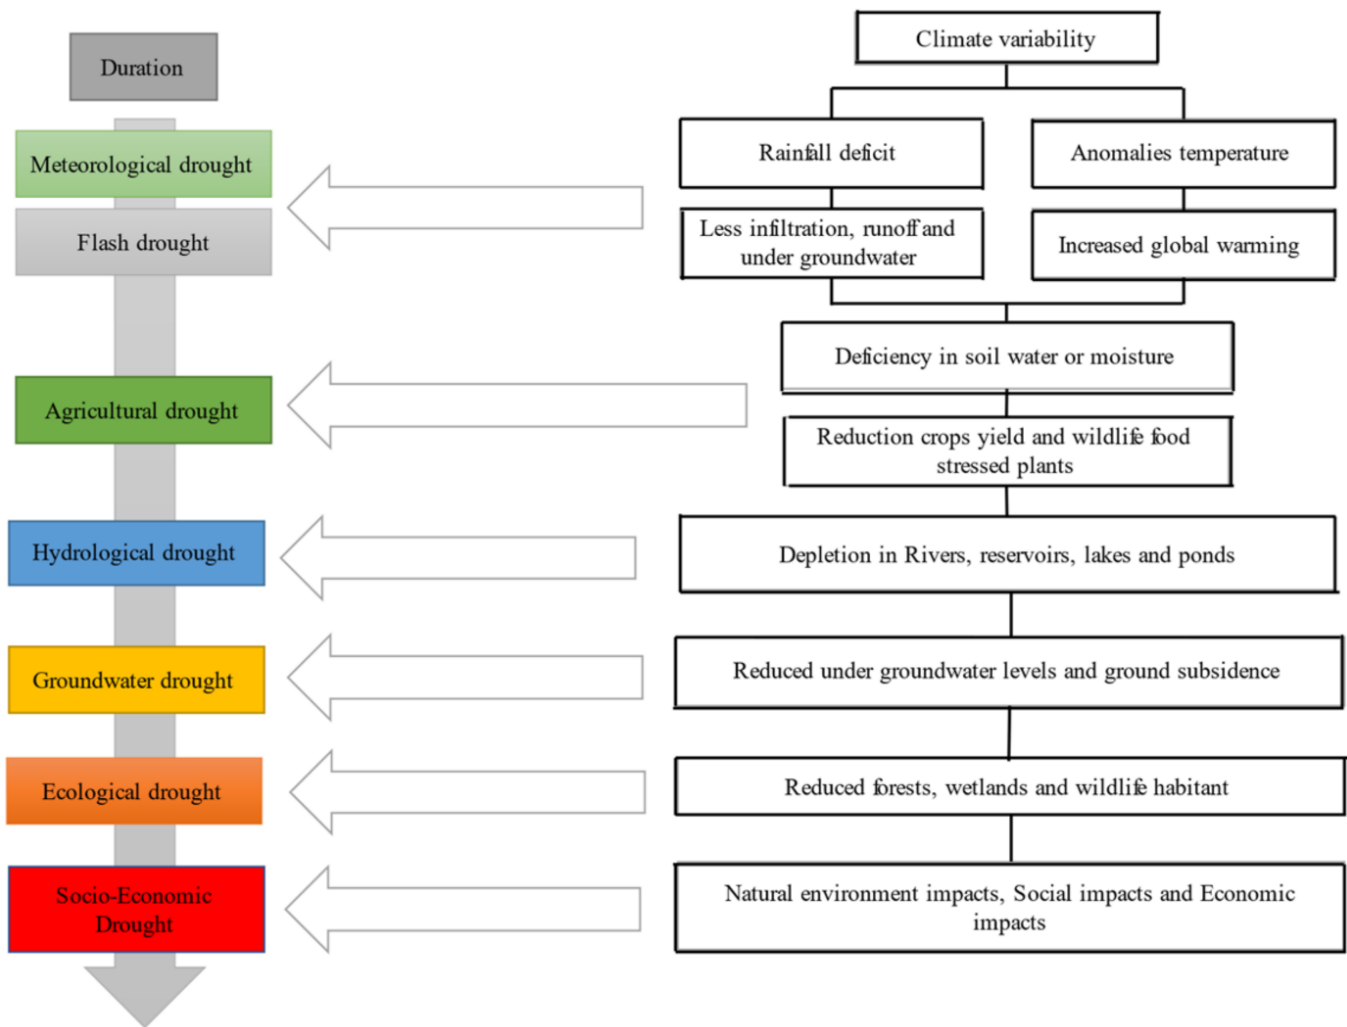 Duration
Meteorological drought
Flash drought
Agricultural drought
Hydrological drought
Groundwater drought
Ecological drought
Socio-Economic
Drought
Climate variability
Rainfall deficit
Anomalies temperature
Less infiltration, runoff and
under groundwater
Increased global warming
Deficiency in soil water or moisture
Reduction crops yield and wildlife food
stressed plants
Depletion in Rivers, reservoirs, lakes and ponds
Reduced under groundwater levels and ground subsidence
Reduced forests, wetlands and wildlife habitant
Natural environment impacts, Social impacts and Economic
impacts